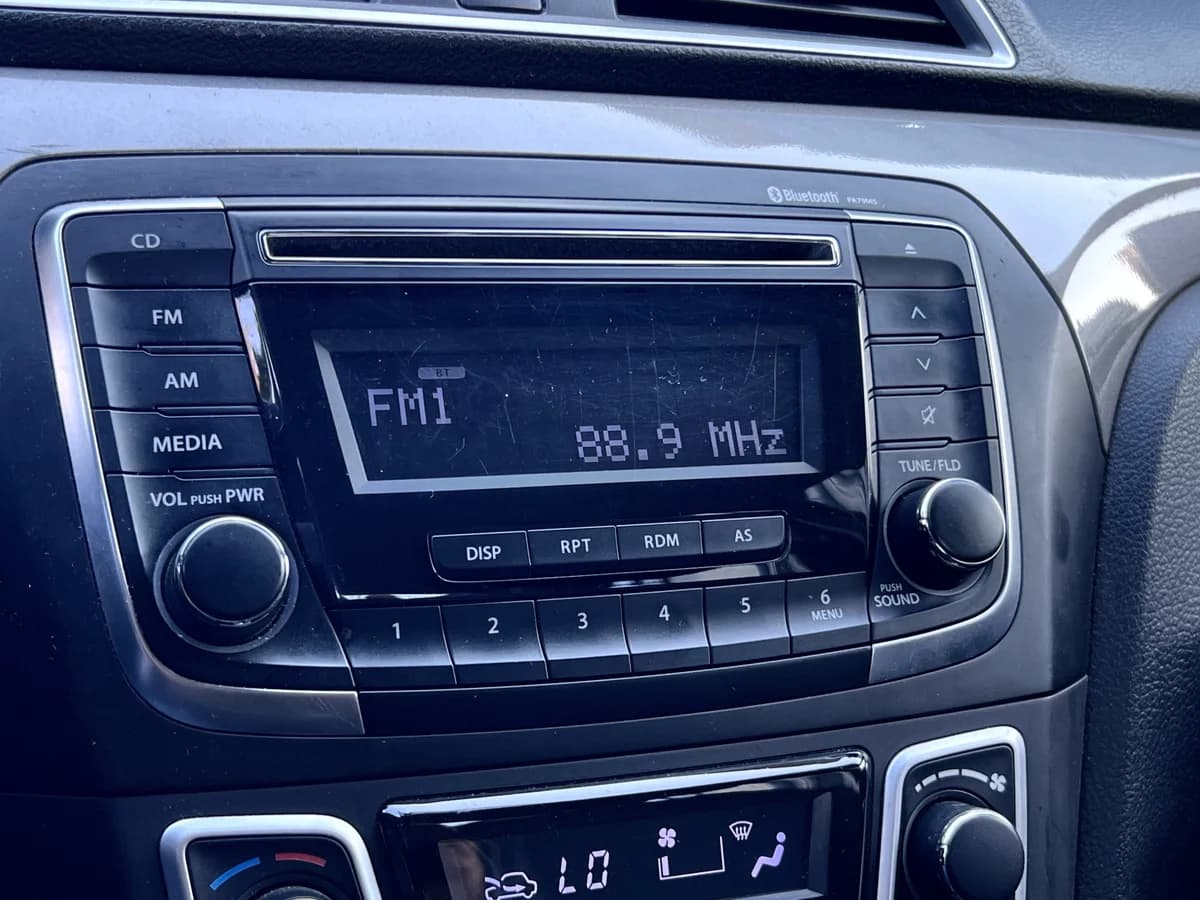 Bluetooth
CD
FM
AM
MEDIA
VOL PUSH PWR
BT
FM1
88.9 MHz
TUNE/FLD
PUSH
SOUND
DISP RPT RDM AS
1 2 3 4 5 6
MENU
LO